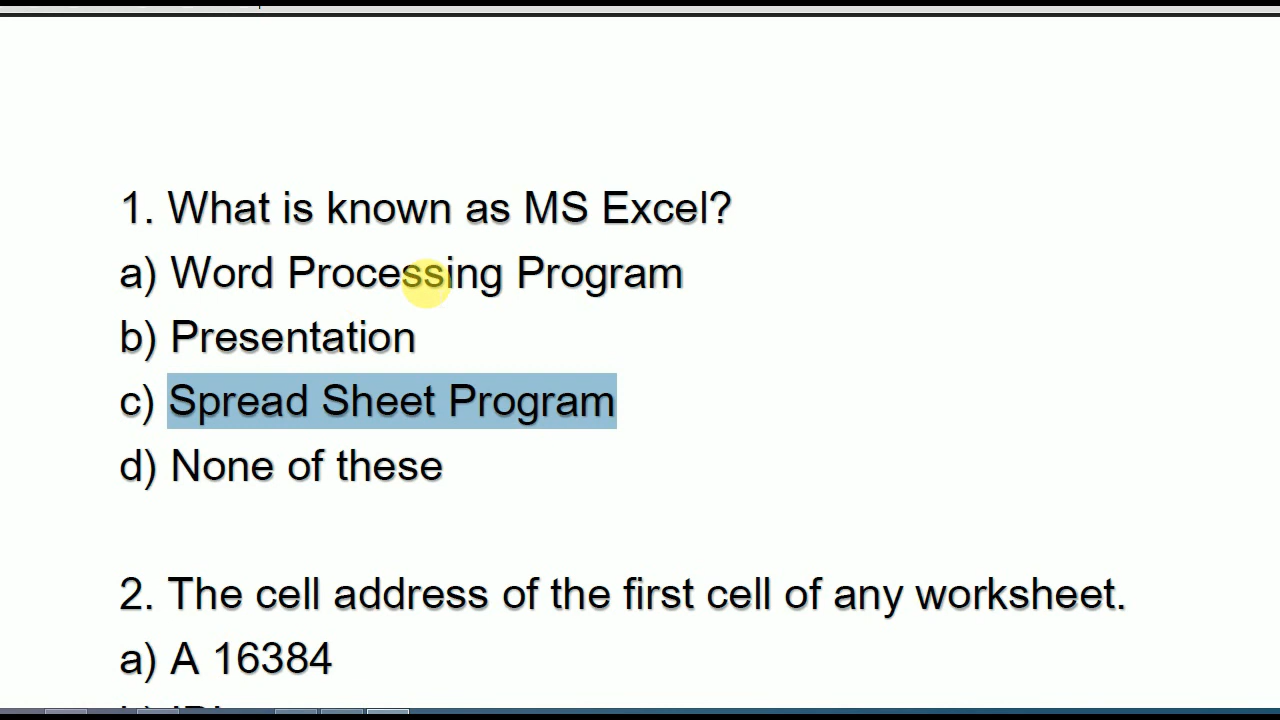 1. What is known as MS Excel?
a) Word Processing Program
b) Presentation
c) Spread Sheet Program
d) None of these
2. The cell address of the first cell of any worksheet.
a) A 16384